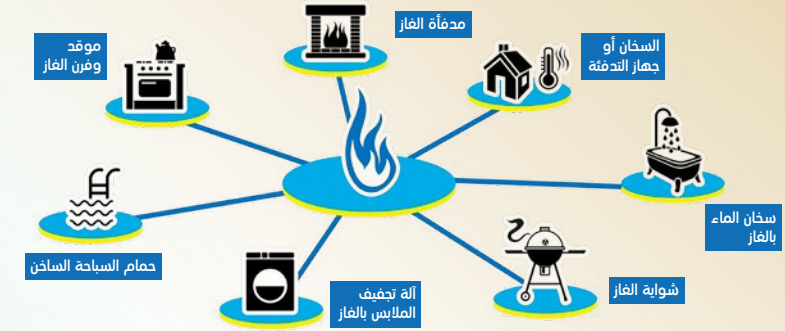 مدفأة الغاز
السخان أو
جهاز التدفئة
موقد
وفرن الغاز
سخان الماء
بالغاز
حمام السباحة الساخن
شواية الغاز
آلة تجفيف
الملابس بالغاز